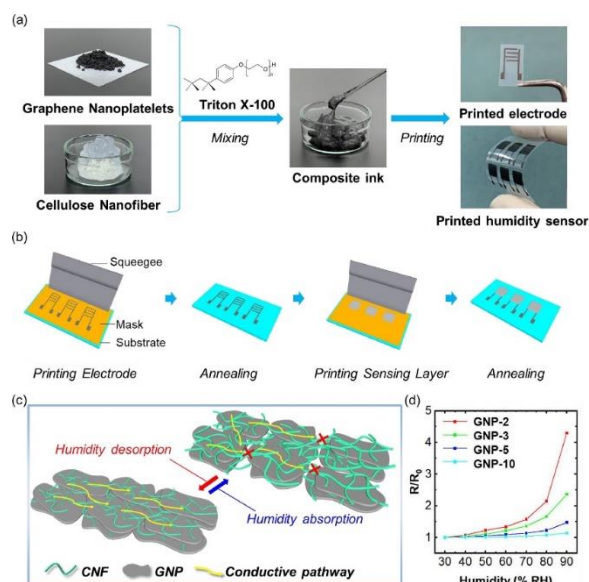 (a)
Graphene Nanoplatelets
Cellulose Nanofiber
O
O
H
n
Triton X-100
Mixing
Composite ink
Printing
Printed electrode
Printed humidity sensor
(b)
Squeegee
Mask
Substrate
Printing Electrode
Annealing
Printing Sensing Layer
Annealing
(c)
Humidity desorption
Humidity absorption
CNF
GNP
Conductive pathway
(d)
R/R0
5
4
3
2
1
0
GNP-2
GNP-3
GNP-5
GNP-10
30 40 50 60 70 80 90
Humidity (% RH)